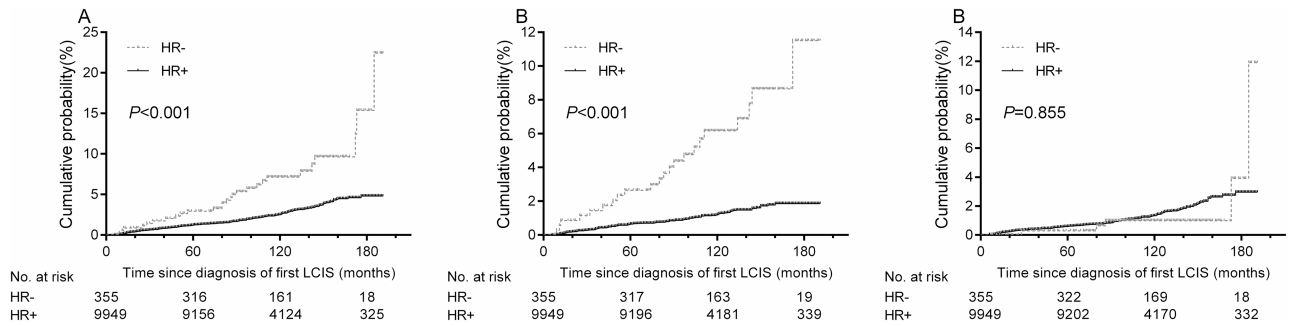 A
Cumulative probability(%)
25
20
15
10
5
0
HR-
HR+
P<0.001
0 60 120 180
Time since diagnosis of first LCIS (months)
No. at risk
HR- 355 316 161 18
HR+ 9949 9156 4124 325
B
Cumulative probability(%)
12
10
8
6
4
2
0
HR-
HR+
P<0.001
0 60 120 180
Time since diagnosis of first LCIS (months)
No. at risk
HR- 355 317 163 19
HR+ 9949 9196 4181 339
B
Cumulative probability(%)
14
12
10
8
6
4
2
0
HR-
HR+
P=0.855
0 60 120 180
Time since diagnosis of first LCIS (months)
No. at risk
HR- 355 322 169 18
HR+ 9949 9202 4170 332